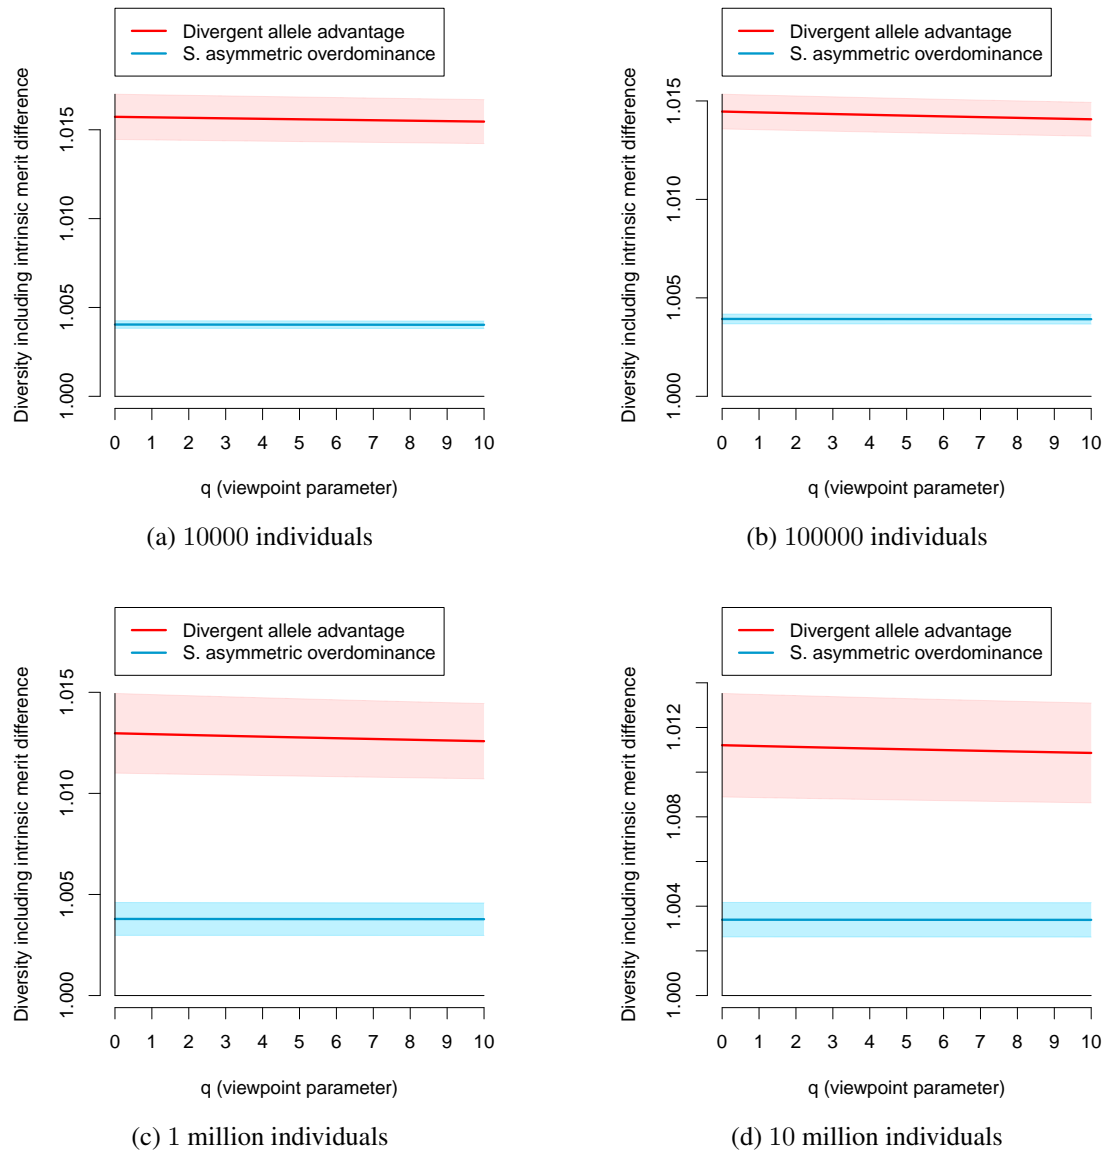 Divergent allele advantage
S. asymmetric overdominance
Diversity including intrinsic merit difference
1.015
1.010
1.005
1.000
0 1 2 3 4 5 6 7 8 9 10
q (viewpoint parameter)
(a) 10000 individuals
Divergent allele advantage
S. asymmetric overdominance
Diversity including intrinsic merit difference
1.015
1.010
1.005
1.000
0 1 2 3 4 5 6 7 8 9 10
q (viewpoint parameter)
(b) 100000 individuals
Divergent allele advantage
S. asymmetric overdominance
Diversity including intrinsic merit difference
1.015
1.010
1.005
1.000
0 1 2 3 4 5 6 7 8 9 10
q (viewpoint parameter)
(c) 1 million individuals
Divergent allele advantage
S. asymmetric overdominance
Diversity including intrinsic merit difference
1.012
1.008
1.004
1.000
0 1 2 3 4 5 6 7 8 9 10
q (viewpoint parameter)
(d) 10 million individuals